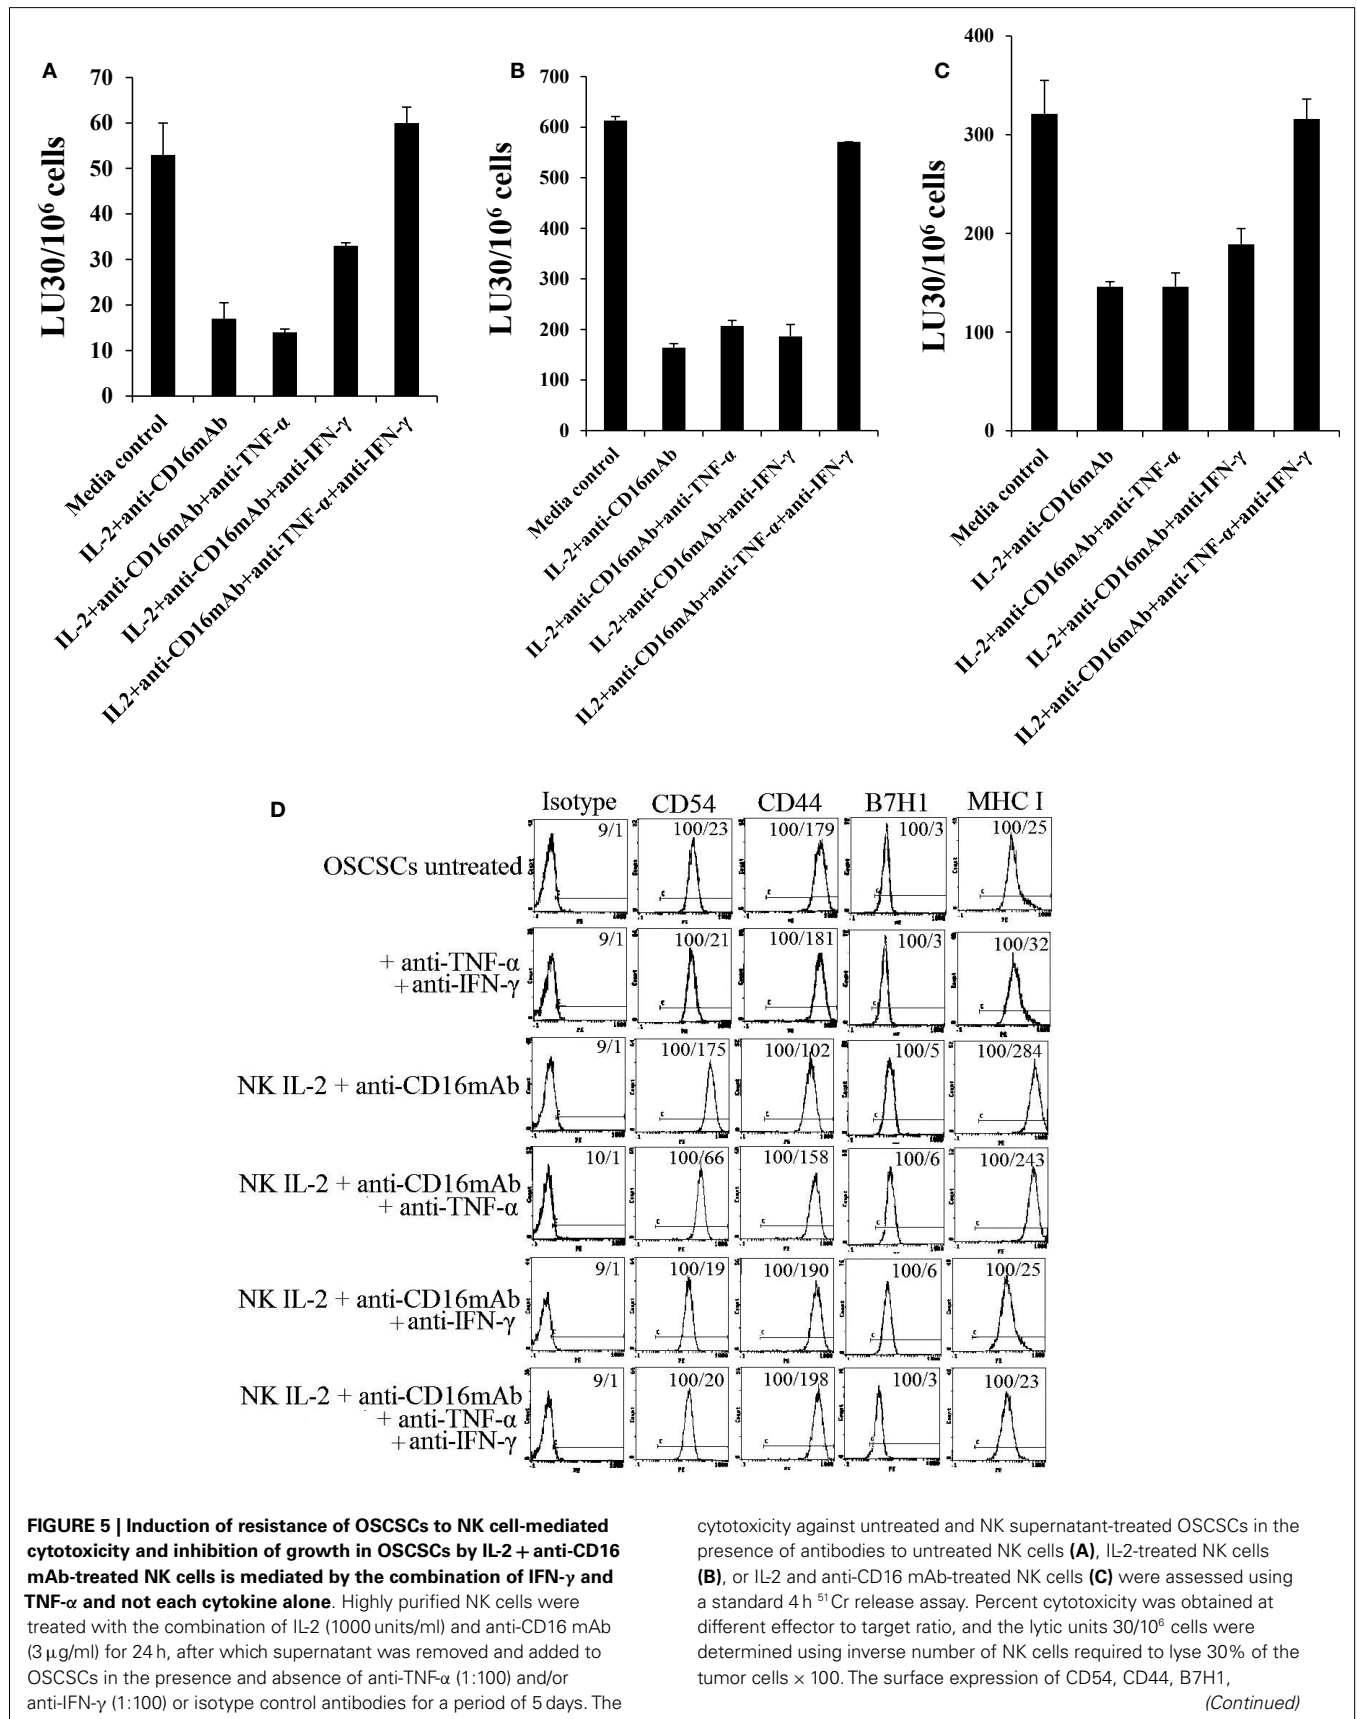 A
70
60
50
40
30
20
10
0
LU30/10⁶ cells
Media control
IL-2+anti-CD16mAb
IL-2+anti-CD16mAb+anti-TNF-α
IL-2+anti-CD16mAb+anti-IFN-γ
IL2+anti-CD16mAb+anti-TNF-α+anti-IFN-γ
B
700
600
500
400
300
200
100
0
LU30/10⁶ cells
Media control
IL-2+anti-CD16mAb
IL-2+anti-CD16mAb+anti-TNF-α
IL-2+anti-CD16mAb+anti-IFN-γ
IL2+anti-CD16mAb+anti-TNF-α+anti-IFN-γ
C
400
300
200
100
0
LU30/10⁶ cells
Media control
IL-2+anti-CD16mAb
IL-2+anti-CD16mAb+anti-TNF-α
IL-2+anti-CD16mAb+anti-IFN-γ
IL2+anti-CD16mAb+anti-TNF-α+anti-IFN-γ
D
Isotype CD54 CD44 B7H1 MHC I
OSCSCs untreated
9/1 100/23 100/179 100/3 100/25
+ anti-TNF-α
+anti-IFN-γ
9/1 100/21 100/181 100/3 100/32
NK IL-2 + anti-CD16mAb
9/1 100/175 100/102 100/5 100/284
NK IL-2 + anti-CD16mAb
+ anti-TNF-α
10/1 100/66 100/158 100/6 100/243
NK IL-2 + anti-CD16mAb
+anti-IFN-γ
9/1 100/19 100/190 100/6 100/25
NK IL-2 + anti-CD16mAb
+ anti-TNF-α
+anti-IFN-γ
9/1 100/20 100/198 100/3 100/23
FIGURE 5 | Induction of resistance of OSCSCs to NK cell-mediated
cytotoxicity and inhibition of growth in OSCSCs by IL-2 + anti-CD16
mAb-treated NK cells is mediated by the combination of IFN-γ and
TNF-α and not each cytokine alone. Highly purified NK cells were
treated with the combination of IL-2 (1000 units/ml) and anti-CD16 mAb
(3 μg/ml) for 24 h, after which supernatant was removed and added to
OSCSCs in the presence and absence of anti-TNF-α (1:100) and/or
anti-IFN-γ (1:100) or isotype control antibodies for a period of 5 days. The
cytotoxicity against untreated and NK supernatant-treated OSCSCs in the
presence of antibodies to untreated NK cells (A), IL-2-treated NK cells
(B), or IL-2 and anti-CD16 mAb-treated NK cells (C) were assessed using
a standard 4 h ⁵¹Cr release assay. Percent cytotoxicity was obtained at
different effector to target ratio, and the lytic units 30/10⁶ cells were
determined using inverse number of NK cells required to lyse 30% of the
tumor cells × 100. The surface expression of CD54, CD44, B7H1,
(Continued)